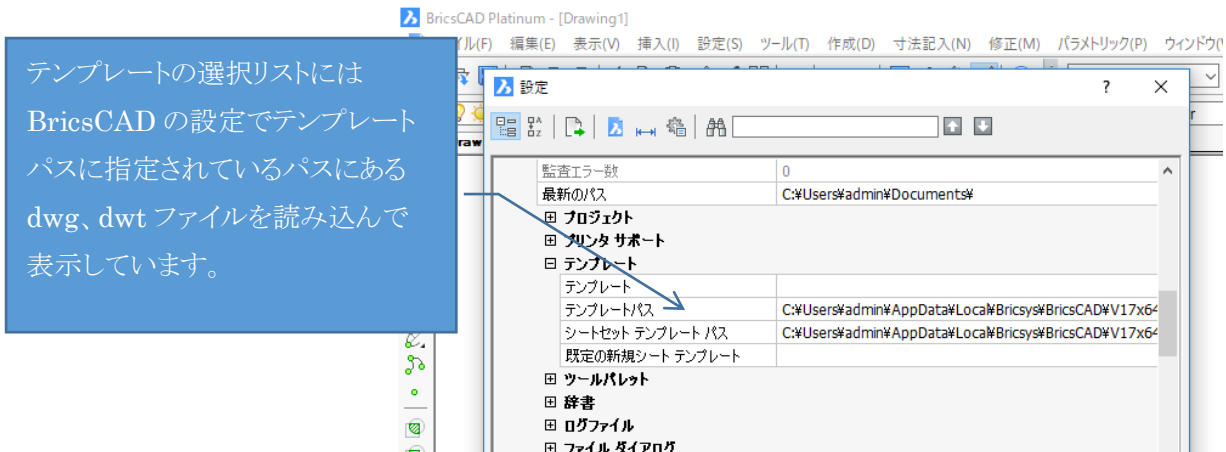 BricsCAD Platinum - [Drawing1]
イル(F) 編集(E) 表示(V) 挿入(I) 設定(S) ツール(T) 作成(D) 寸法記入(N) 修正(M) パラメトリック(P) ウィンドウ(
テンプレートの選択リストには
BricsCAD の設定でテンプレート
パスに指定されているパスにある
dwg、dwt ファイルを読み込んで
表示しています。
設定
監査エラー数 0
最新のパス C:¥Users¥admin¥Documents¥
プロジェクト
プリンタ サポート
テンプレート
テンプレート
テンプレートパス C:¥Users¥admin¥AppData¥Local¥Bricsys¥BricsCAD¥V17x64
シートセット テンプレート パス C:¥Users¥admin¥AppData¥Local¥Bricsys¥BricsCAD¥V17x64
既定の新規シート テンプレート
ツールパレット
辞書
ログファイル
ファイル ダイアログ